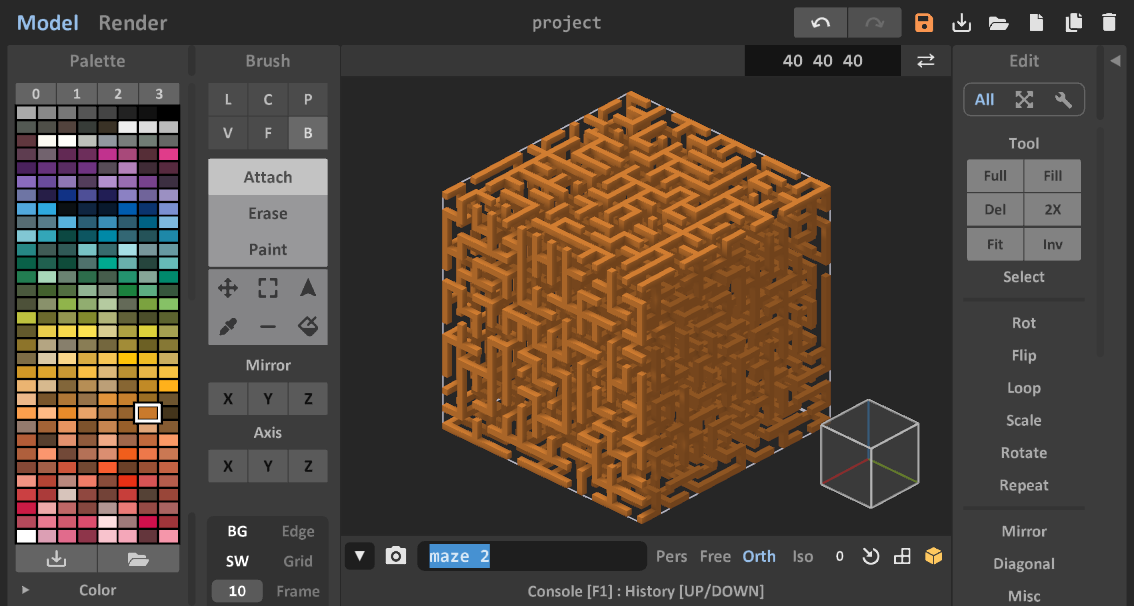 Model Render project
Palette Brush 40 40 40 Edit
0 1 2 3
L C P
V F B
All
Attach
Erase
Paint
Tool
Full Fill
Del 2X
Fit Inv
Select
Mirror
X Y Z
Axis
X Y Z
Rot
Flip
Loop
Scale
Rotate
Repeat
BG Edge
SW Grid
10 Frame
maze 2 Pers Free Orth Iso 0
Mirror
Diagonal
Misc
Color
Console [F1] : History [UP/DOWN]